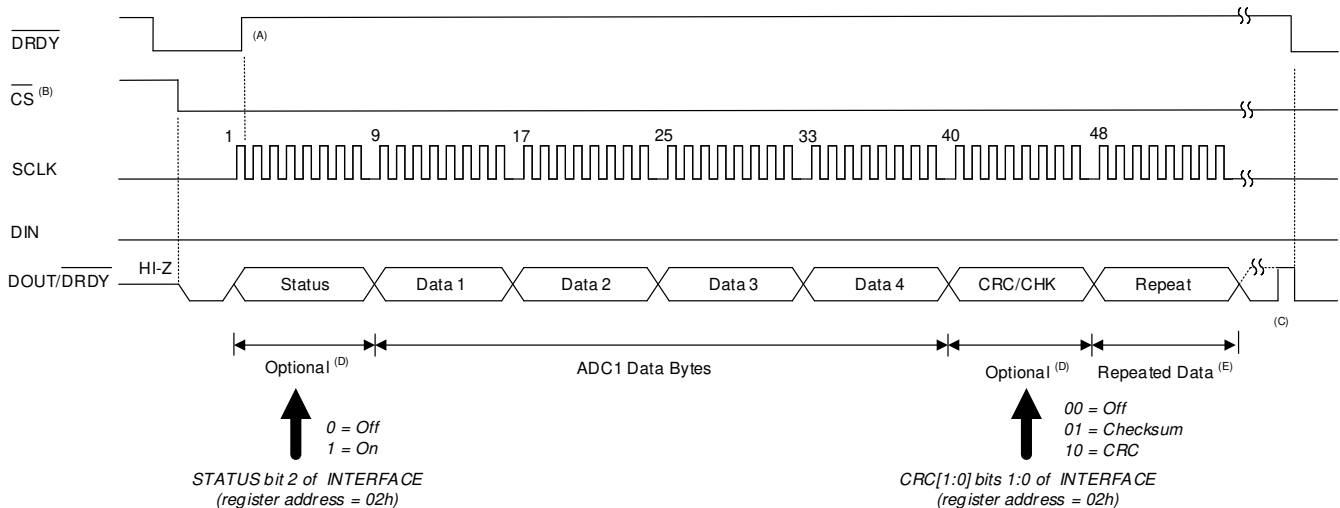 DRDY
(A)
CS (B)
1 9 17 25 33 40 48
SCLK
DIN
HI-Z
DOUT/DRDY
Status Data 1 Data 2 Data 3 Data 4 CRC/CHK Repeat
(C)
Optional (D) ADC1 Data Bytes Optional (D) Repeated Data (E)
0 = Off
1 = On
00 = Off
01 = Checksum
10 = CRC
STATUS bit 2 of INTERFACE
(register address = 02h)
CRC[1:0] bits 1:0 of INTERFACE
(register address = 02h)